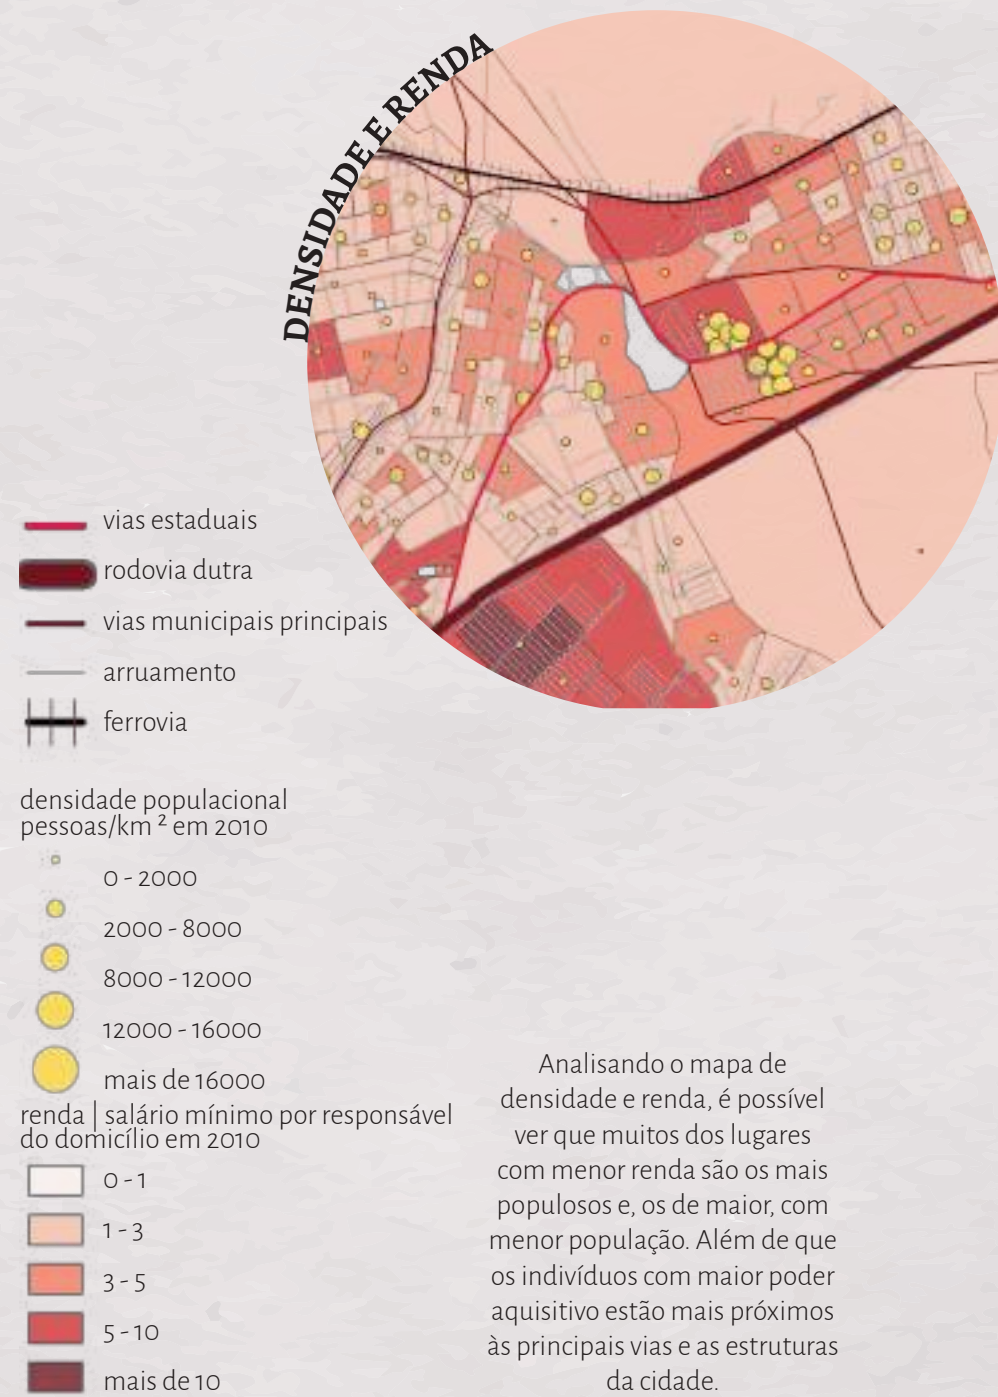 DENSIDADE E RENDA
vias estaduais
rodovia dutra
vias municipais principais
arruamento
ferrovia
densidade populacional
pessoas/km ² em 2010
0 - 2000
2000 - 8000
8000 - 12000
12000 - 16000
mais de 16000
renda | salário mínimo por responsável
do domicílio em 2010
0 - 1
1 - 3
3 - 5
5 - 10
mais de 10
Analisando o mapa de
densidade e renda, é possível
ver que muitos dos lugares
com menor renda são os mais
populosos e, os de maior, com
menor população. Além de que
os indivíduos com maior poder
aquisitivo estão mais próximos
às principais vias e as estruturas
da cidade.